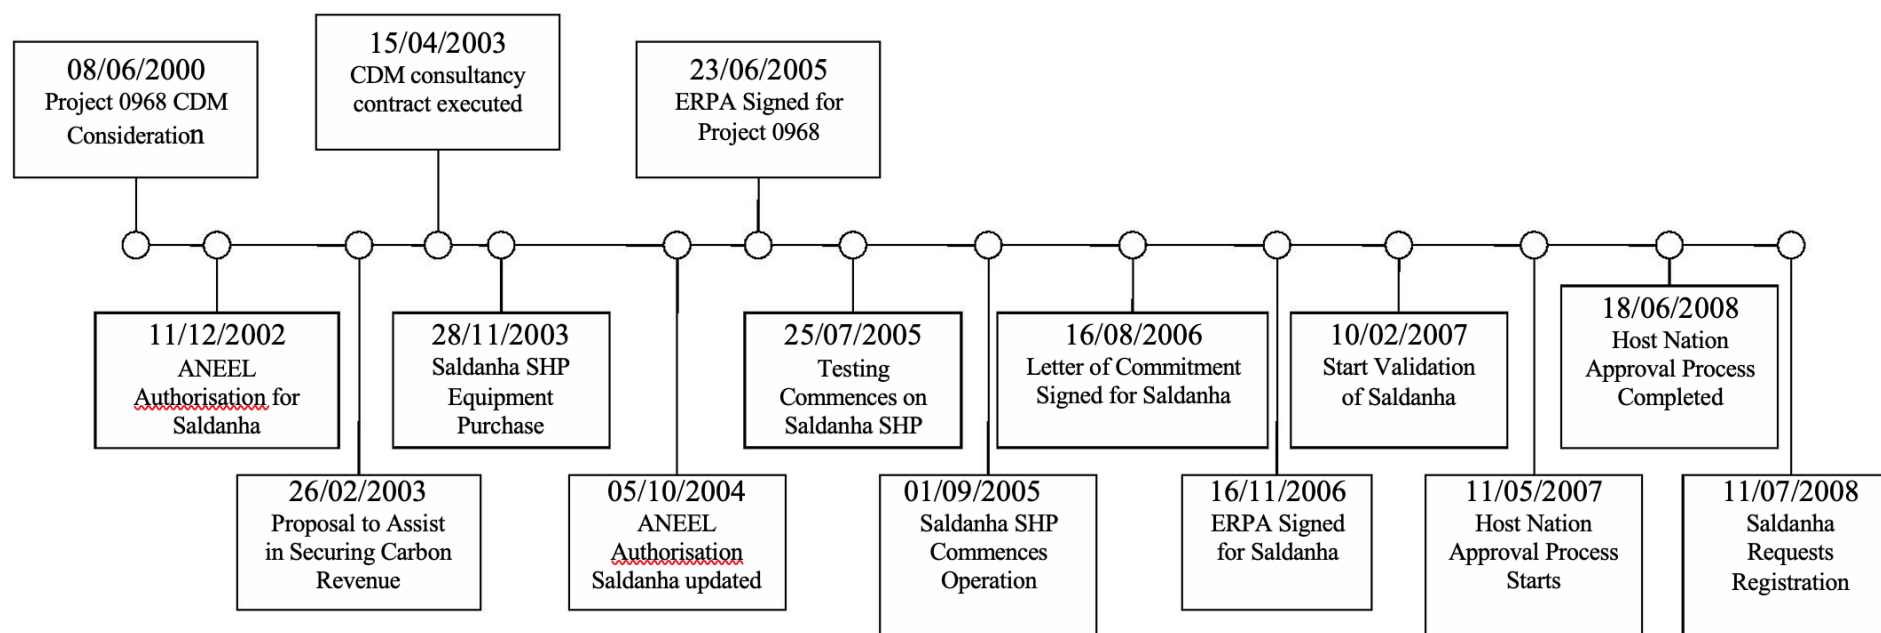 08/06/2000
Project 0968 CDM
Consideration
15/04/2003
CDM consultancy
contract executed
23/06/2005
ERPA Signed for
Project 0968
11/12/2002
ANEEL
Authorisation for
Saldanha
28/11/2003
Saldanha SHP
Equipment
Purchase
25/07/2005
Testing
Commences on
Saldanha SHP
16/08/2006
Letter of Commitment
Signed for Saldanha
10/02/2007
Start Validation
of Saldanha
18/06/2008
Host Nation
Approval Process
Completed
26/02/2003
Proposal to Assist
in Securing Carbon
Revenue
05/10/2004
ANEEL
Authorisation
Saldanha updated
01/09/2005
Saldanha SHP
Commences
Operation
16/11/2006
ERPA Signed
for Saldanha
11/05/2007
Host Nation
Approval Process
Starts
11/07/2008
Saldanha
Requests
Registration